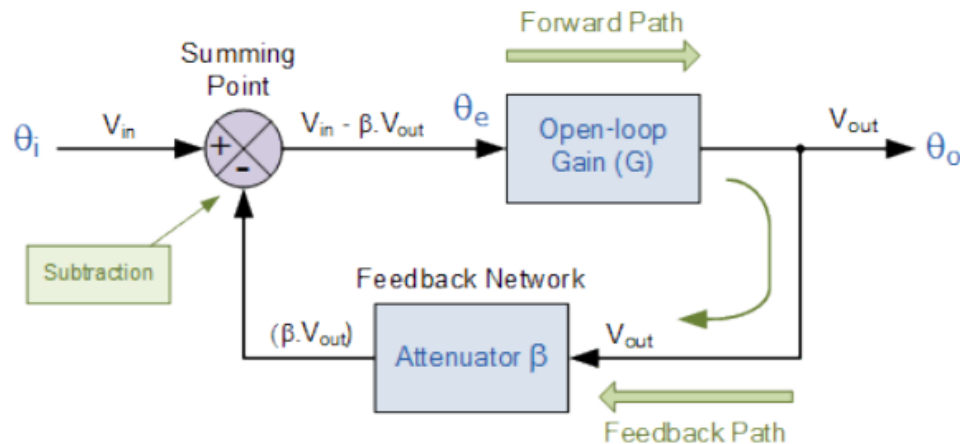 Forward Path
Summing
Point
θi
Vin
+
-
Vin - β.Vout
θe
Open-loop
Gain (G)
Vout
θo
Subtraction
Feedback Network
(β.Vout)
Attenuator β
Vout
Feedback Path